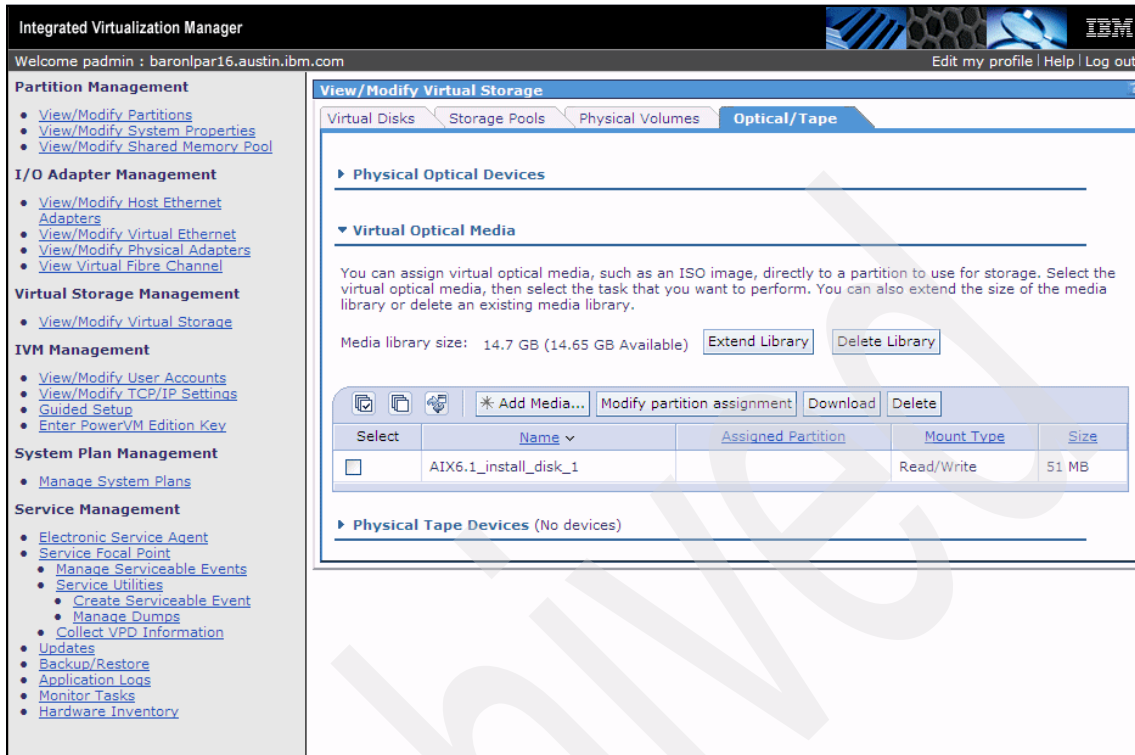 Integrated Virtualization Manager
IBM
Welcome padmin : baronlpar16.austin.ibm.com
Edit my profile | Help | Log out
Partition Management
View/Modify Partitions
View/Modify System Properties
View/Modify Shared Memory Pool
I/O Adapter Management
View/Modify Host Ethernet
Adapters
View/Modify Virtual Ethernet
View/Modify Physical Adapters
View Virtual Fibre Channel
Virtual Storage Management
View/Modify Virtual Storage
IVM Management
View/Modify User Accounts
View/Modify TCP/IP Settings
Guided Setup
Enter PowerVM Edition Key
System Plan Management
Manage System Plans
Service Management
Electronic Service Agent
Service Focal Point
Manage Serviceable Events
Service Utilities
Create Serviceable Event
Manage Dumps
Collect VPD Information
Updates
Backup/Restore
Application Logs
Monitor Tasks
Hardware Inventory
View/Modify Virtual Storage
Virtual Disks Storage Pools Physical Volumes Optical/Tape
Physical Optical Devices
Virtual Optical Media
You can assign virtual optical media, such as an ISO image, directly to a partition to use for storage. Select the
virtual optical media, then select the task that you want to perform. You can also extend the size of the media
library or delete an existing media library.
Media library size: 14.7 GB (14.65 GB Available) Extend Library Delete Library
Add Media... Modify partition assignment Download Delete
Select Name Assigned Partition Mount Type Size
AIX6.1_install_disk_1 Read/Write 51 MB
Physical Tape Devices (No devices)
hived